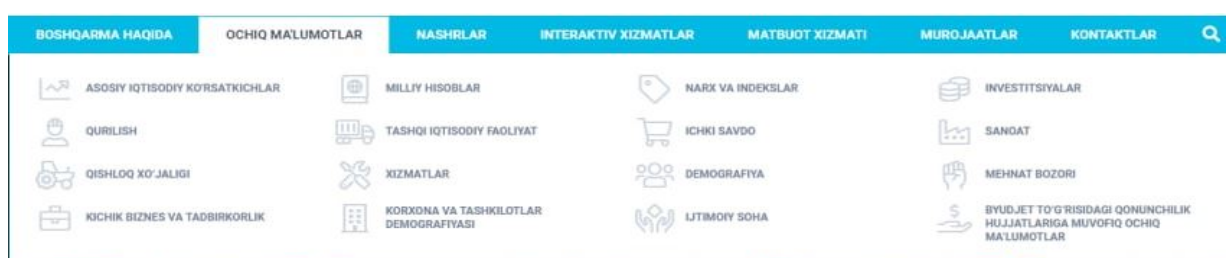 BOSHQARMA HAQIDA OCHIQ MA'LUMOTLAR NASHRLAR INTERAKTIV XIZMATLAR MATBUOT XIZMATI MUROJAATLAR KONTAKTLAR
ASOSIY IQTISODIY KO'RSATKICHLAR MILLIY HISOBLAR NARX VA INDEKSLAR INVESTITSIYALAR
QURILISH TASHQI IQTISODIY FAOLIYAT ICHKI SAVDO SANOAT
QISHLOQ XO'JALIGI XIZMATLAR DEMOGRAFIYA MEHNAT BOZORI
KICHIK BIZNES VA TADBIRKORLIK
KORXONA VA TASHKILOTLAR
DEMOGRAFIYASI
IJTIMOIY SOHA
BYUDJET TO'G'RISIDAGI QONUNCHILIK
HUJJATLARIGA MUVOFIQ OCHIQ
MA'LUMOTLAR